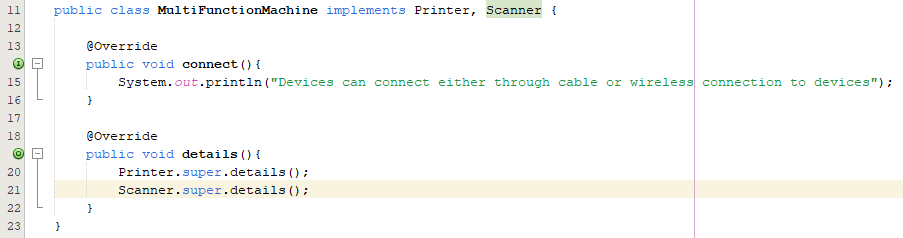 11 public class MultiFunctionMachine implements Printer, Scanner {
12
13 @Override
public void connect(){
15 System.out.println("Devices can connect either through cable or wireless connection to devices");
16 }
17
18 @Override
public void details(){
20 Printer.super.details();
21 Scanner.super.details();
22 }
23 }